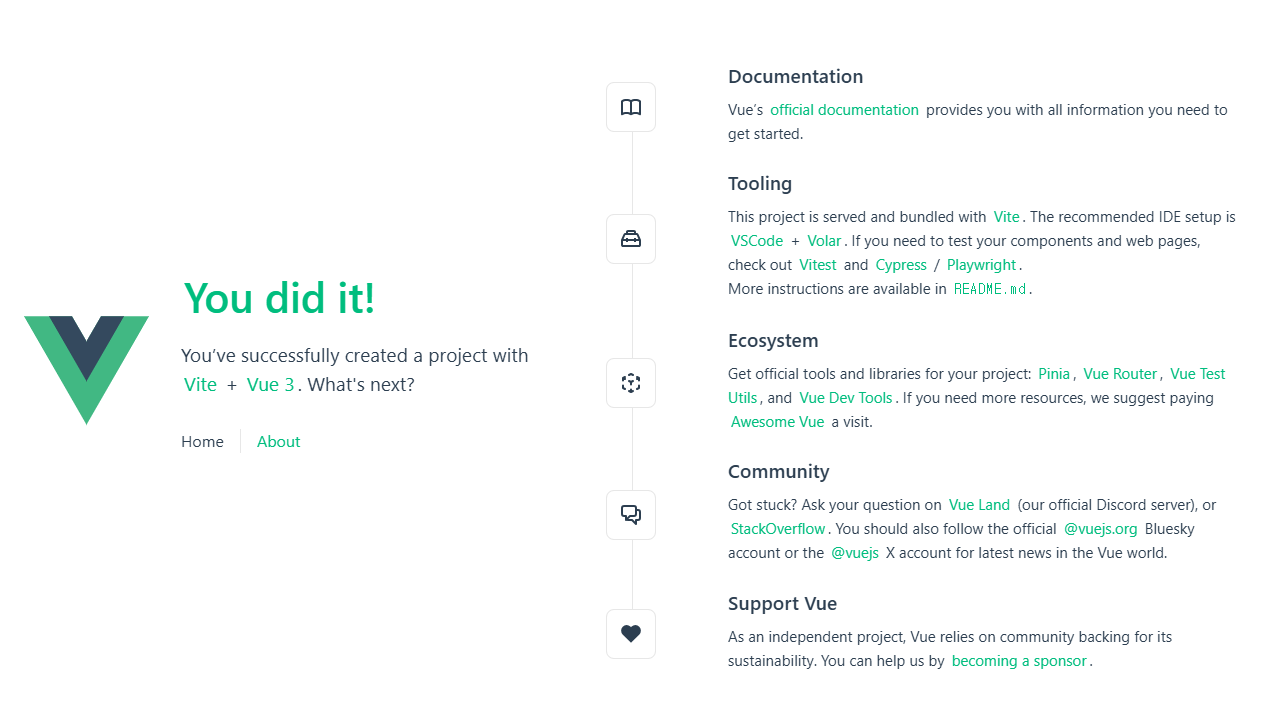 You did it!
You’ve successfully created a project with
Vite + Vue 3. What's next?
Home
About
Documentation
Vue’s official documentation provides you with all information you need to
get started.
Tooling
This project is served and bundled with Vite. The recommended IDE setup is
VSCode + Volar. If you need to test your components and web pages,
check out Vitest and Cypress / Playwright.
More instructions are available in README.md.
Ecosystem
Get official tools and libraries for your project: Pinia, Vue Router, Vue Test
Utils, and Vue Dev Tools. If you need more resources, we suggest paying
Awesome Vue a visit.
Community
Got stuck? Ask your question on Vue Land (our official Discord server), or
StackOverflow. You should also follow the official @vuejs.org Bluesky
account or the @vuejs X account for latest news in the Vue world.
Support Vue
As an independent project, Vue relies on community backing for its
sustainability. You can help us by becoming a sponsor.